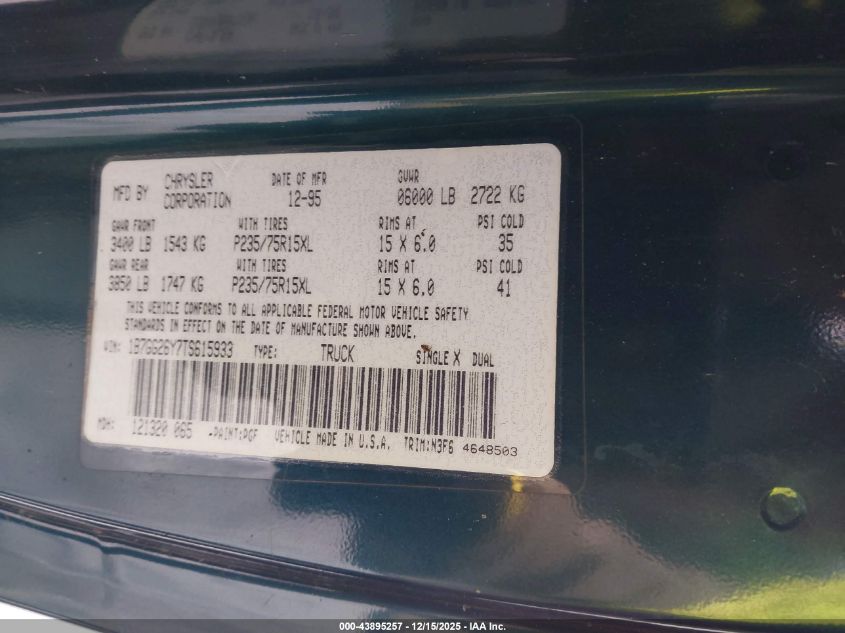 MFD BY CHRYSLER CORPORATION DATE OF MFR 12-95 GVWR 06000 LB 2722 KG
GAWR FRONT WITH TIRES RIMS AT PSI COLD
3400 LB 1543 KG P235/75R15XL 15 X 6.0 35
GAWR REAR WITH TIRES RIMS AT PSI COLD
3850 LB 1747 KG P235/75R15XL 15 X 6.0 41
THIS VEHICLE CONFORMS TO ALL APPLICABLE FEDERAL MOTOR VEHICLE SAFETY
STANDARDS IN EFFECT ON THE DATE OF MANUFACTURE SHOWN ABOVE.
VIN: 1B7GG26Y7TS615933 TYPE: TRUCK SINGLE X DUAL
MDH: 121320 065 PAINT:PGF VEHICLE MADE IN U.S.A. TRIM:N3F6 4648503
000-43895257 - 12/15/2025 - IAA Inc.